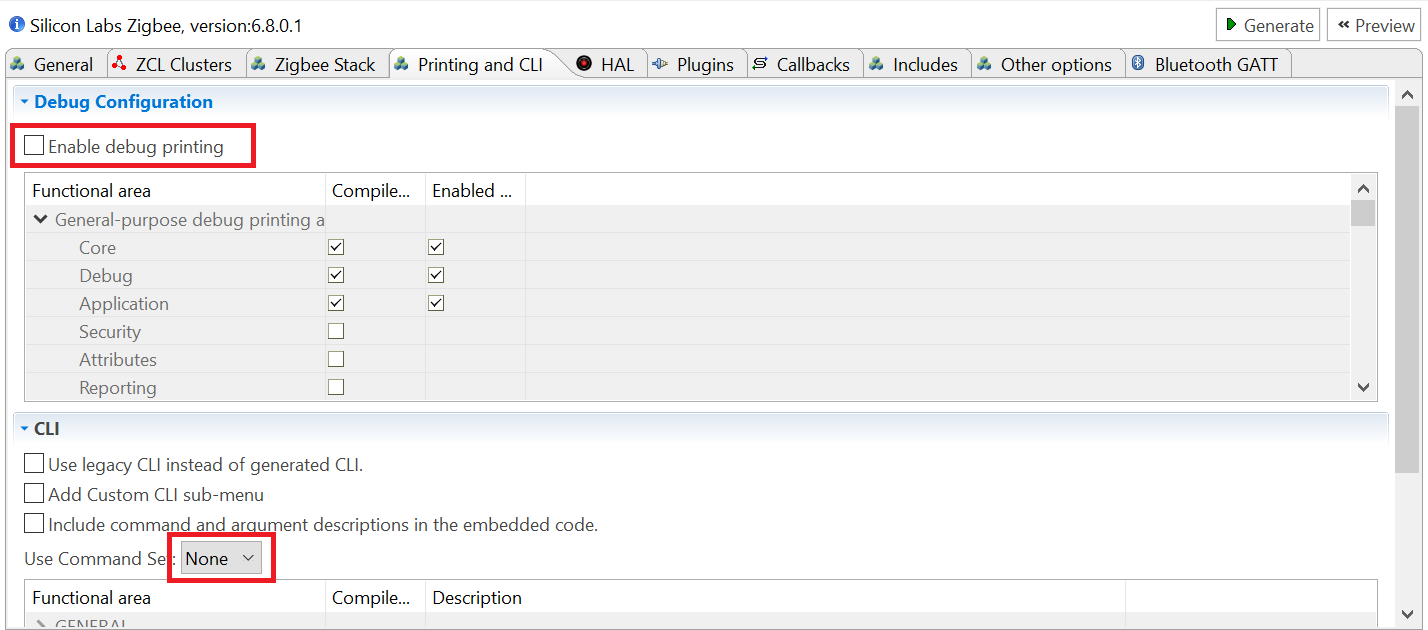 Silicon Labs Zigbee, version:6.8.0.1
Generate
Preview
General
ZCL Clusters
Zigbee Stack
Printing and CLI
HAL
Plugins
Callbacks
Includes
Other options
Bluetooth GATT
Debug Configuration
Enable debug printing
Functional area Compile... Enabled ...
General-purpose debug printing a
Core
Debug
Application
Security
Attributes
Reporting
CLI
Use legacy CLI instead of generated CLI.
Add Custom CLI sub-menu
Include command and argument descriptions in the embedded code.
Use Command Set: None
Functional area Compile... Description
GENERAL